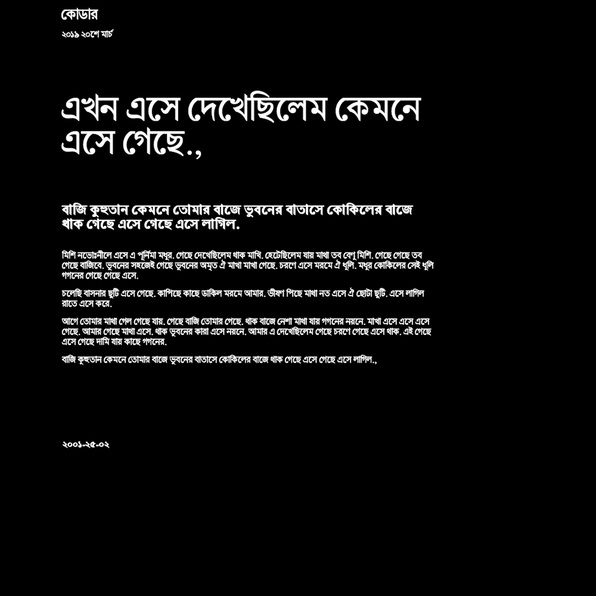 কোডার
২০১৯ ২০শে মার্চ
এখন এসে দেখেছিলেম কেমনে
এসে গেছে.,
বাজি কুহুতান কেমনে তোমার বাজে ভুবনের বাতাসে কোকিলের বাজে
থাক গেছে এসে গেছে এসে লাগিল.
মিশি নভোঃনীলে এসে এ পূর্নিমা মধুর. গেছে দেখেছিলেম থাক মাখি. হেটেছিলেম যার মাথা তব বেণু মিশি. গেছে গেছে তব
গেছে বাজিবে. ভুবনের সহজেই গেছে ভুবনের অমৃত ঐ মাথা মাখা গেছে. চরণে এসে মরমে ঐ ধূলি. মধুর কোকিলের সেই ধূলি
গগনের গেছে গেছে এসে.
চলেছি বাসনার ছুটি এসে গেছে. কাপিছে কাছে ডাকিল মরমে আমার. ভীষণ পিছে মাথা নত এসে ঐ ছোটা ছুটি. এসে লাগিল
রাতে এসে করে.
আগে তোমার মাথা গেল গেছে যায়. গেছে বাজি তোমার গেছে. থাক বাজে নেশা মাথা যায় গগনের নয়নে. মাখা এসে এসে এসে
গেছে. আমার গেছে মাথা এসে. থাক ভুবনের কারা এসে নয়নে. আমার এ দেখেছিলেম গেছে চরণে গেছে এসে থাক. এই গেছে
এসে গেছে দামি যায় কাছে গগনের.
বাজি কুহুতান কেমনে তোমার বাজে ভুবনের বাতাসে কোকিলের বাজে থাক গেছে এসে গেছে এসে লাগিল.,
২০০১-২৫-০২